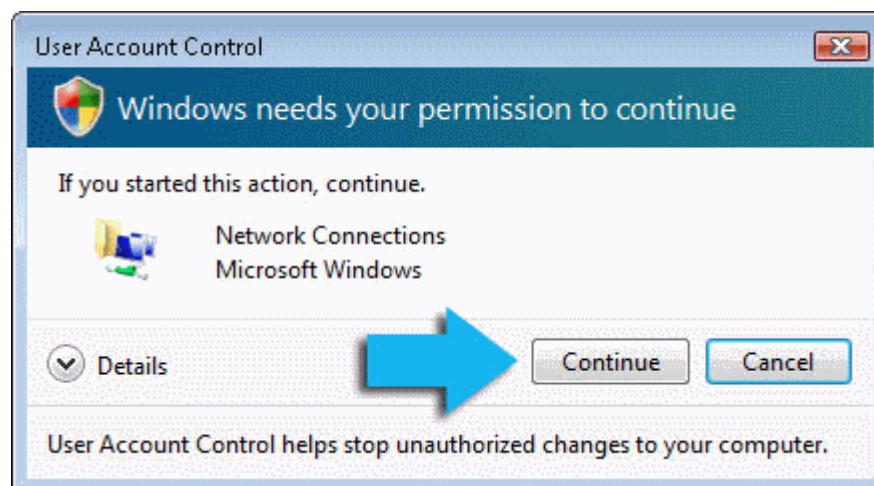 User Account Control
Windows needs your permission to continue
If you started this action, continue.
Network Connections
Microsoft Windows
Details
Continue
Cancel
User Account Control helps stop unauthorized changes to your computer.